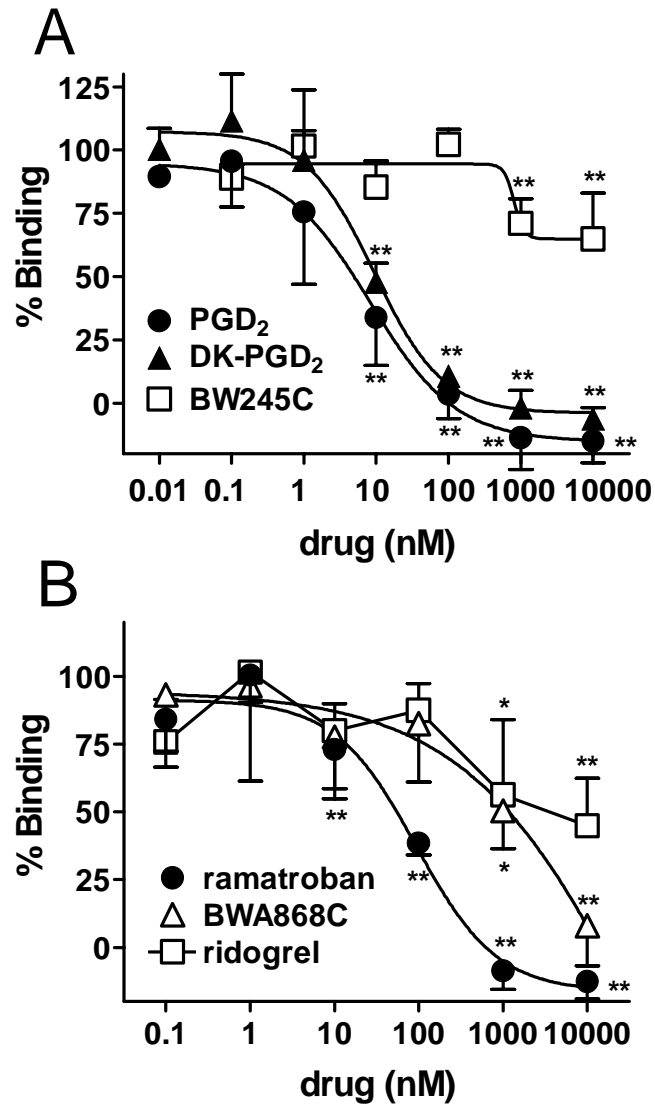 A
125
100
75
50
25
0
% Binding
**
**
**
**
**
**
**
**
**
**
PGD₂
DK-PGD₂
BW245C
0.01 0.1 1 10 100 1000 10000
drug (nM)
B
100
75
50
25
0
% Binding
*
**
**
*
**
**
**
**
ramatroban
BWA868C
ridogrel
0.1 1 10 100 1000 10000
drug (nM)